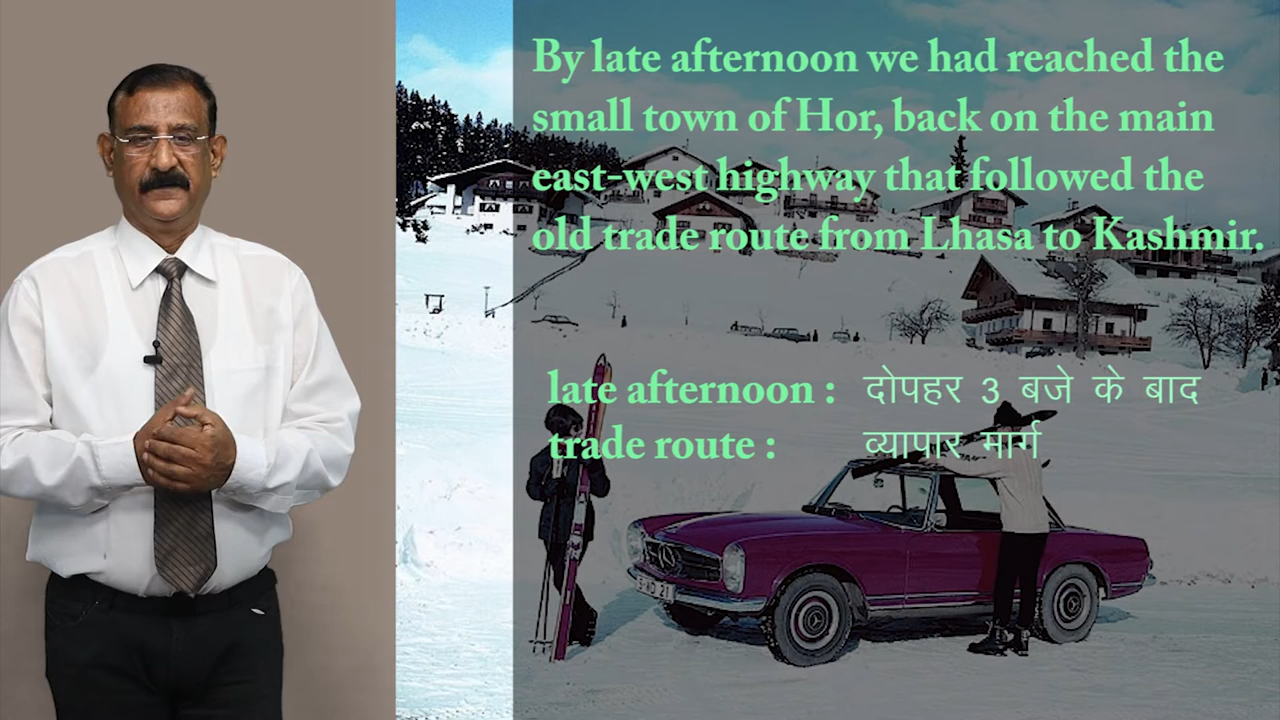 By late afternoon we had reached the
small town of Hor, back on the main
east-west highway that followed the
old trade route from Lhasa to Kashmir.
late afternoon : दोपहर 3 बजे के बाद
trade route : व्यापार मार्ग